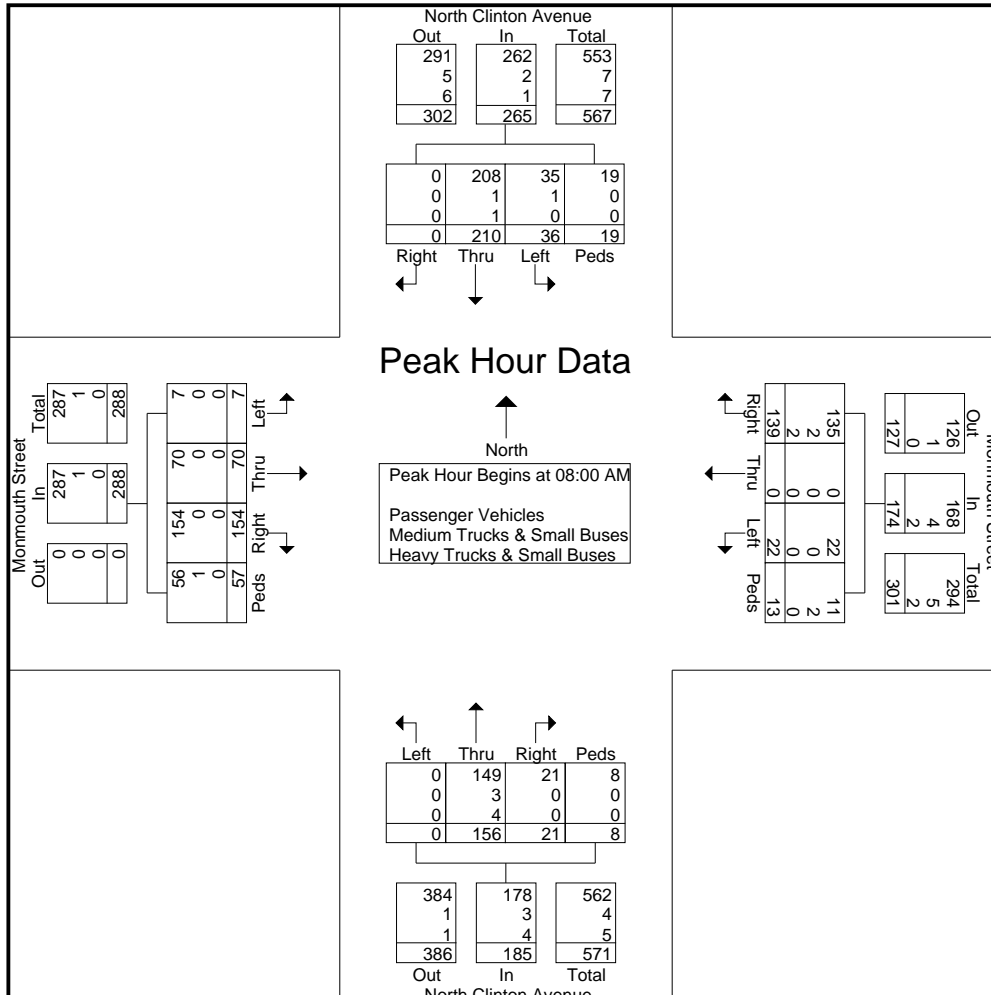 North Clinton Avenue
Out In Total
291 262 553
5 2 7
6 1 7
302 265 567
0 208 35 19
0 1 1 0
0 1 0 0
0 210 36 19
Right Thru Left Peds
Peak Hour Data
North
Peak Hour Begins at 08:00 AM
Passenger Vehicles
Medium Trucks & Small Buses
Heavy Trucks & Small Buses
Monmouth Street
Out In Total
0 287 287
0 1 1
0 0 0
0 288 288
56 154 70 7
1 0 0 0
0 0 0 0
57 154 70 7
Peds Right Thru Left
Monmouth Street
Out In Total
126 168 294
1 4 5
0 2 2
127 174 301
135 0 22 11
2 0 0 2
2 0 0 0
139 0 22 13
Right Thru Left Peds
Left Thru Right Peds
0 149 21 8
0 3 0 0
0 4 0 0
0 156 21 8
384 178 562
1 3 4
1 4 5
386 185 571
Out In Total
North Clinton Avenue